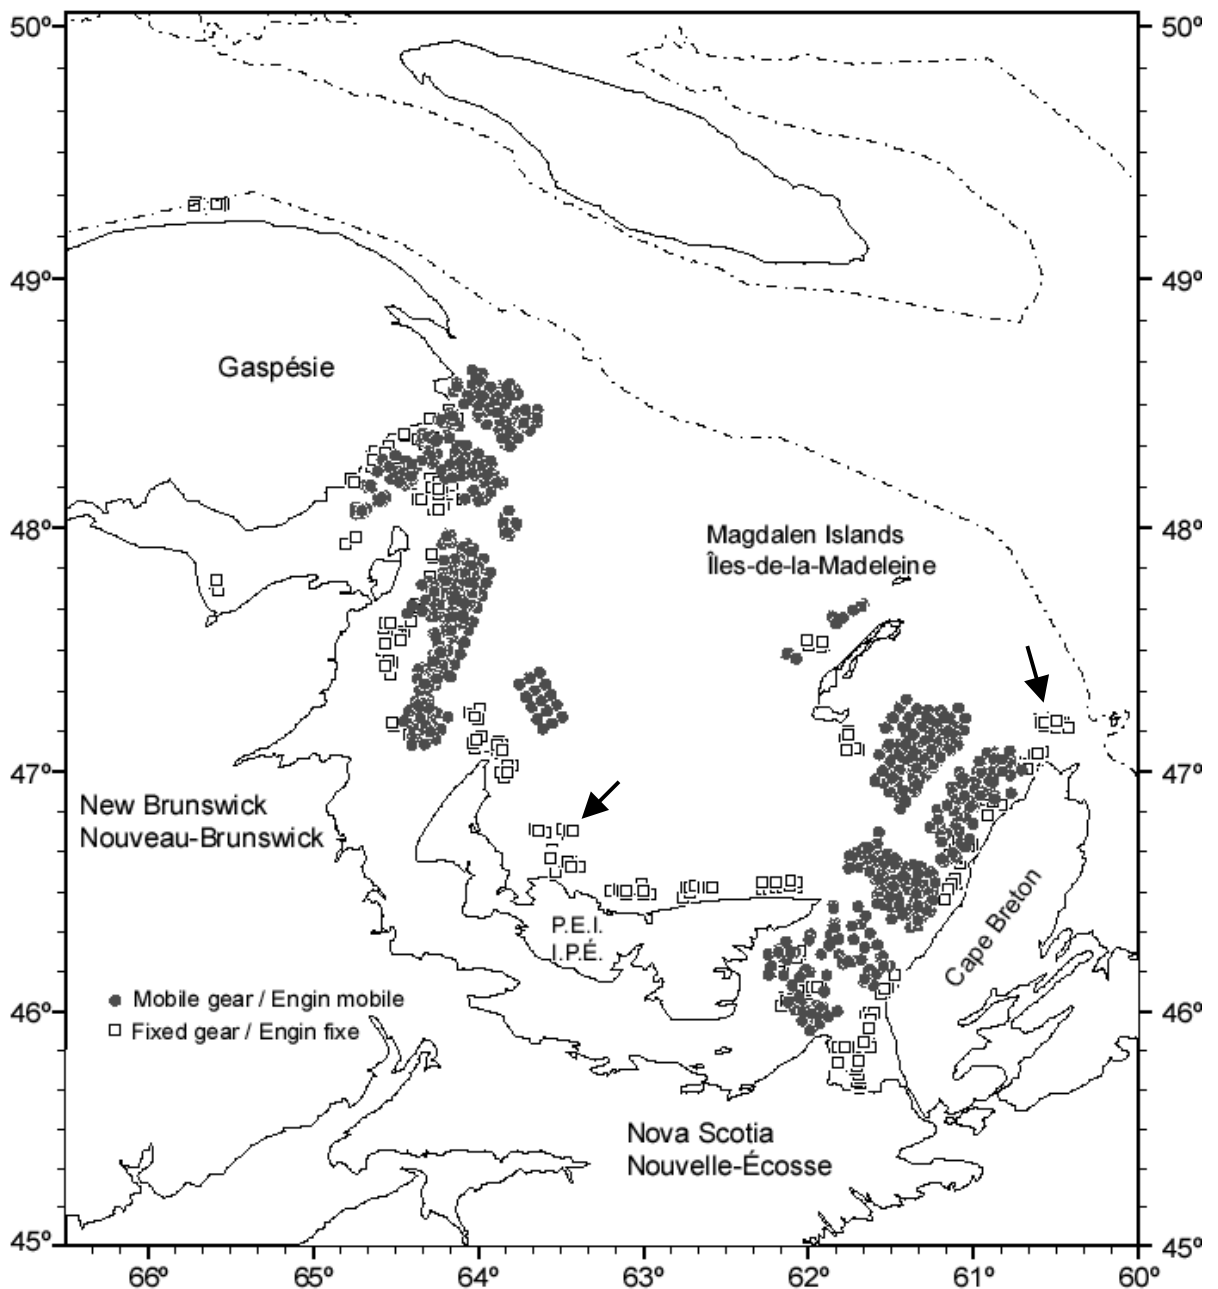 50º
50º
49º
49º
Gaspésie
48º
48º
Magdalen Islands
Îles-de-la-Madeleine
47º
47º
New Brunswick
Nouveau-Brunswick
P.E.I.
I.P.É.
Cape Breton
Mobile gear / Engin mobile
Fixed gear / Engin fixe
46º
46º
Nova Scotia
Nouvelle-Écosse
45º
45º
66º
65º
64º
63º
62º
61º
60º